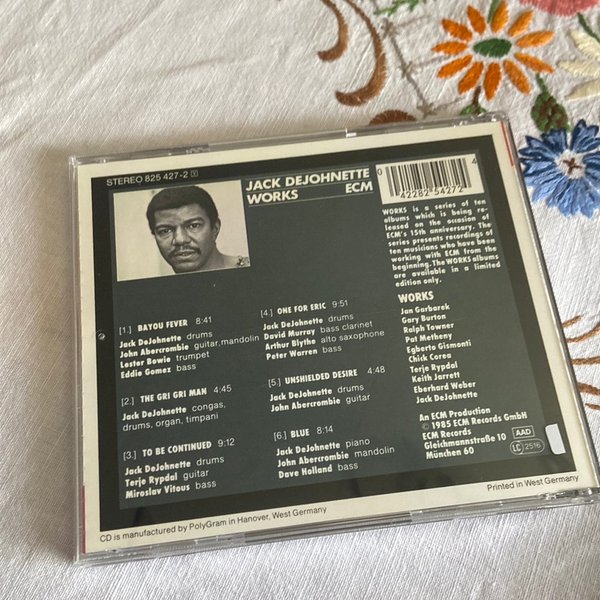 STEREO 825 427-2
JACK DEJOHNETTE
WORKS ECM
0 42282 54272 4
WORKS is a series of ten
albums which is being re-
leased on the occasion of
ECM's 15th anniversary. The
series presents recordings of
ten musicians who have been
working with ECM from the
beginning. The WORKS albums
are available in a limited
edition only.
WORKS
Jan Garbarek
Gary Burton
Ralph Towner
Pat Metheny
Egberto Gismonti
Chick Corea
Terje Rypdal
Keith Jarrett
Eberhard Weber
Jack DeJohnette
An ECM Production
© 1985 ECM Records GmbH
ECM Records
Gleichmannstraße 10
München 60
AAD
LC 2516
[1.] BAYOU FEVER 8:41
Jack DeJohnette drums
John Abercrombie guitar, mandolin
Lester Bowie trumpet
Eddie Gomez bass
[2.] THE GRI GRI MAN 4:45
Jack DeJohnette congas,
drums, organ, timpani
[3.] TO BE CONTINUED 9:12
Jack DeJohnette drums
Terje Rypdal guitar
Miroslav Vitous bass
[4.] ONE FOR ERIC 9:51
Jack DeJohnette drums
David Murray bass clarinet
Arthur Blythe alto saxophone
Peter Warren bass
[5.] UNSHIELDED DESIRE 4:48
Jack DeJohnette drums
John Abercrombie guitar
[6.] BLUE 8:14
Jack DeJohnette piano
John Abercrombie mandolin
Dave Holland bass
CD is manufactured by PolyGram in Hanover, West Germany
Printed in West Germany